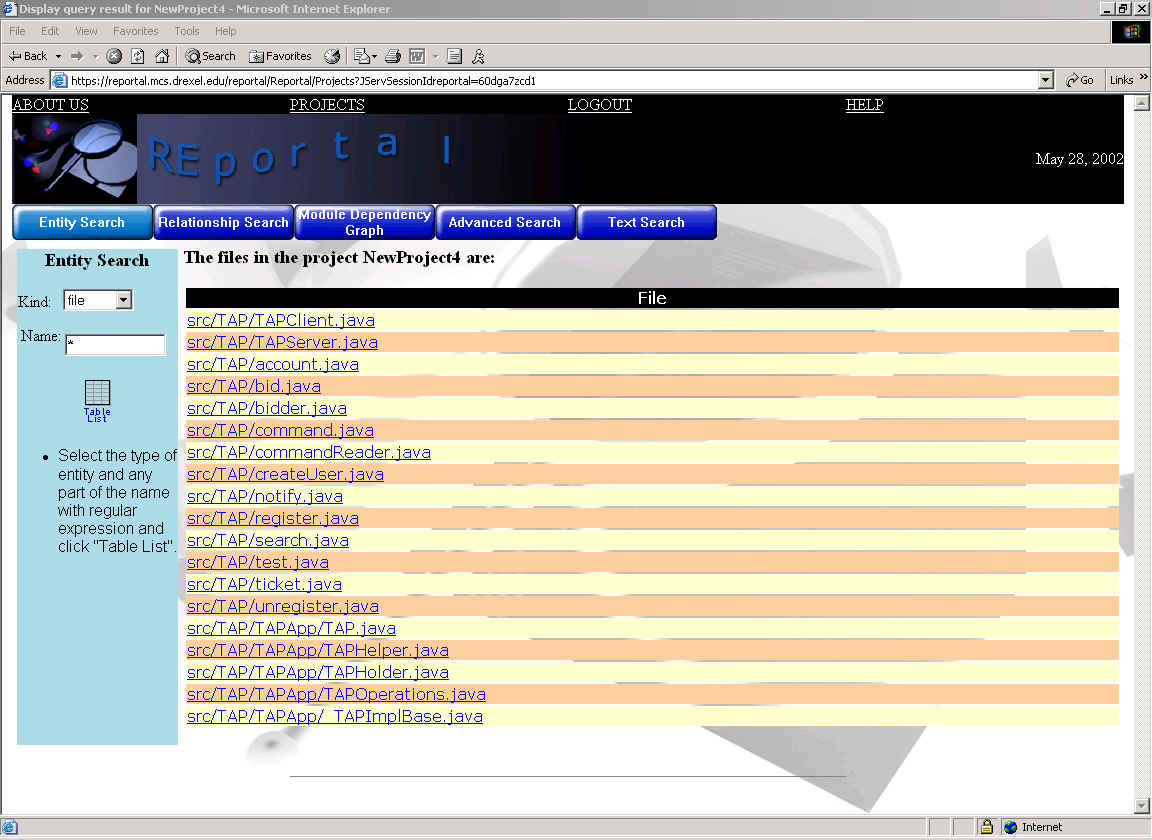 Display query result for NewProject4 - Microsoft Internet Explorer
File Edit View Favorites Tools Help
Back Search Favorites
Address https://reportal.mcs.drexel.edu/reportal/Reportal/Projects?JServSessionIdreportal=60dga7zcd1 Go Links »
ABOUT US PROJECTS LOGOUT HELP
REportal
May 28, 2002
Entity Search Relationship Search Module Dependency Graph Advanced Search Text Search
Entity Search
Kind: file
Name: *
Table
List
• Select the type of
entity and any
part of the name
with regular
expression and
click "Table List".
The files in the project NewProject4 are:
File
src/TAP/TAPClient.java
src/TAP/TAPServer.java
src/TAP/account.java
src/TAP/bid.java
src/TAP/bidder.java
src/TAP/command.java
src/TAP/commandReader.java
src/TAP/createUser.java
src/TAP/notify.java
src/TAP/register.java
src/TAP/search.java
src/TAP/test.java
src/TAP/ticket.java
src/TAP/unregister.java
src/TAP/TAPApp/TAP.java
src/TAP/TAPApp/TAPHelper.java
src/TAP/TAPApp/TAPHolder.java
src/TAP/TAPApp/TAPOperations.java
src/TAP/TAPApp/_TAPImplBase.java
Internet